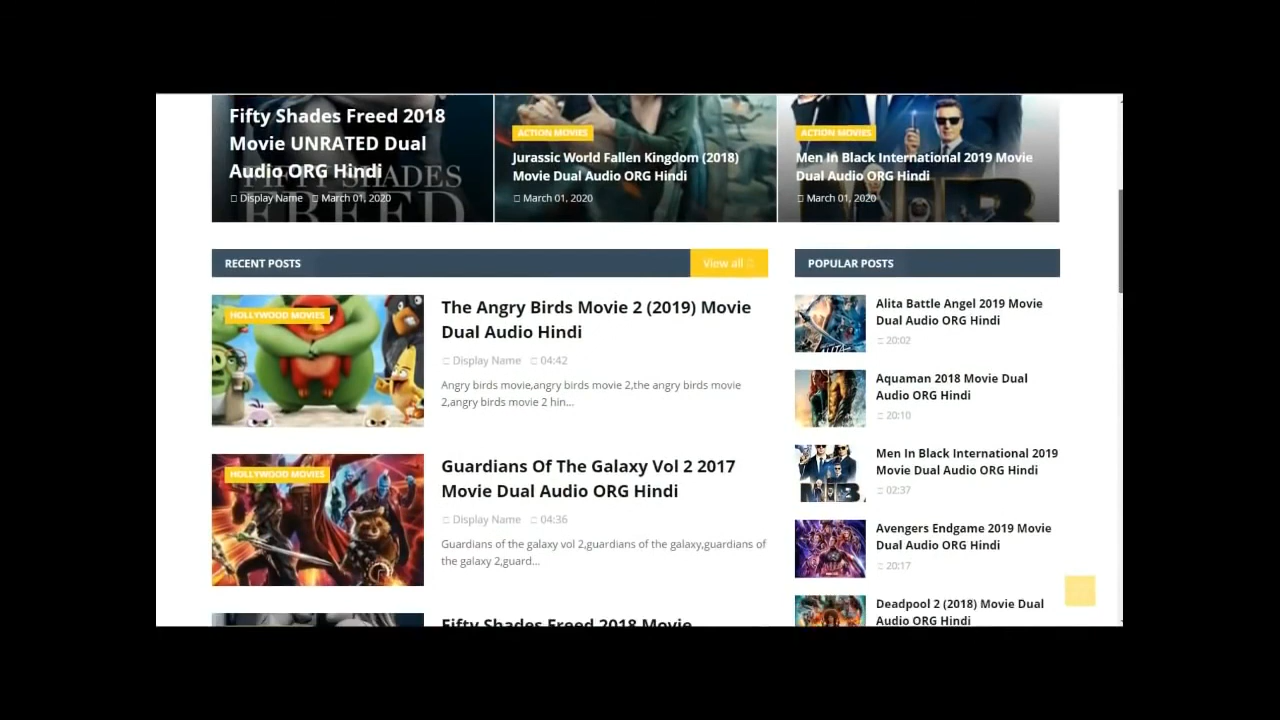 Fifty Shades Freed 2018
Movie UNRATED Dual
Audio ORG Hindi
FIFTY SHADES
FREED
Display Name March 01, 2020
ACTION MOVIES
Jurassic World Fallen Kingdom (2018)
Movie Dual Audio ORG Hindi
March 01, 2020
ACTION MOVIES
Men In Black International 2019 Movie
Dual Audio ORG Hindi
March 01, 2020
RECENT POSTS
View all
HOLLYWOOD MOVIES
The Angry Birds Movie 2 (2019) Movie
Dual Audio Hindi
Display Name 04:42
Angry birds movie,angry birds movie 2,the angry birds movie
2,angry birds movie 2 hin...
HOLLYWOOD MOVIES
Guardians Of The Galaxy Vol 2 2017
Movie Dual Audio ORG Hindi
Display Name 04:36
Guardians of the galaxy vol 2,guardians of the galaxy,guardians of
the galaxy 2,guard...
Fifty Shades Freed 2018 Movie
POPULAR POSTS
Alita Battle Angel 2019 Movie
Dual Audio ORG Hindi
20:02
Aquaman 2018 Movie Dual
Audio ORG Hindi
20:10
Men In Black International 2019
Movie Dual Audio ORG Hindi
02:37
Avengers Endgame 2019 Movie
Dual Audio ORG Hindi
20:17
Deadpool 2 (2018) Movie Dual
Audio ORG Hindi